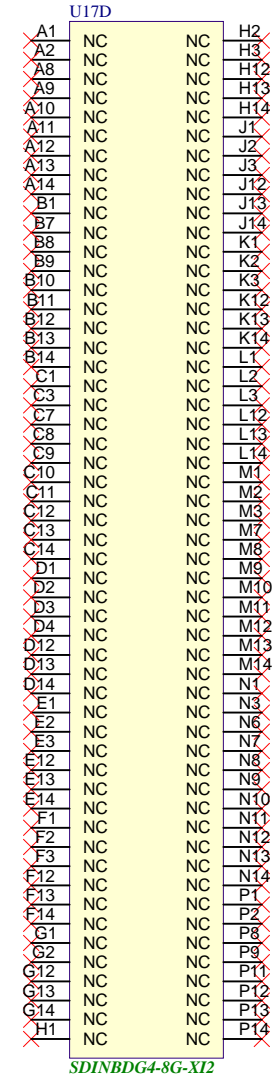 U17D
A1 NC NC H2
A2 NC NC H3
A8 NC NC H12
A9 NC NC H13
A10 NC NC H14
A11 NC NC J1
A12 NC NC J2
A13 NC NC J3
A14 NC NC J12
B1 NC NC J13
B7 NC NC J14
B8 NC NC K1
B9 NC NC K2
B10 NC NC K3
B11 NC NC K12
B12 NC NC K13
B13 NC NC K14
B14 NC NC L1
C1 NC NC L2
C3 NC NC L3
C7 NC NC L12
C8 NC NC L13
C9 NC NC L14
C10 NC NC M1
C11 NC NC M2
C12 NC NC M3
C13 NC NC M7
C14 NC NC M8
D1 NC NC M9
D2 NC NC M10
D3 NC NC M11
D4 NC NC M12
D12 NC NC M13
D13 NC NC M14
D14 NC NC N1
E1 NC NC N3
E2 NC NC N6
E3 NC NC N7
E12 NC NC N8
E13 NC NC N9
E14 NC NC N10
F1 NC NC N11
F2 NC NC N12
F3 NC NC N13
F12 NC NC N14
F13 NC NC P1
F14 NC NC P2
G1 NC NC P8
G2 NC NC P9
G12 NC NC P11
G13 NC NC P12
G14 NC NC P13
H1 NC NC P14
SDINBDG4-8G-XI2